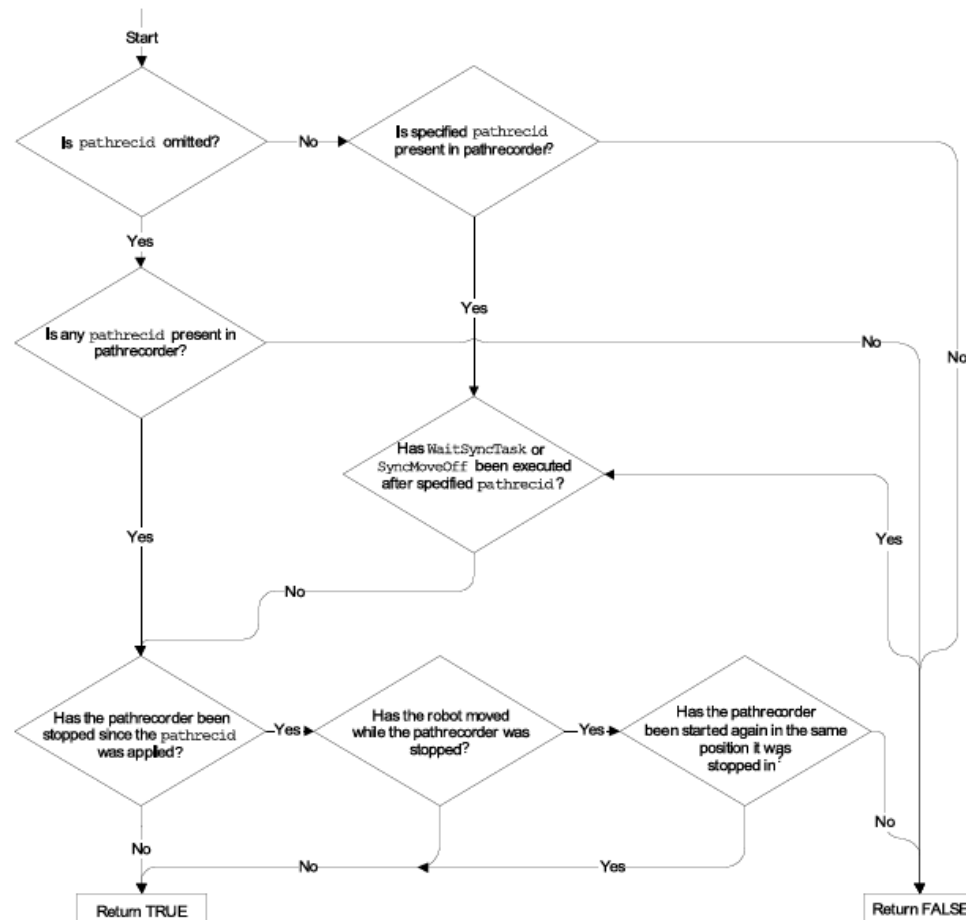 Start
Is pathrecid omitted?
No
Is specified pathrecid
present in pathrecorder?
Yes
Yes
Is any pathrecid present in
pathrecorder?
No
No
Has WaitSyncTask or
SyncMoveOff been executed
after specified pathrecid?
Yes
Yes
No
Has the pathrecorder been
stopped since the pathrecid
was applied?
Yes
Has the robot moved
while the pathrecorder was
stopped?
Yes
Has the pathrecorder
been started again in the same
position it was
stopped in?
No
No
No
Yes
Return TRUE
Return FALSE